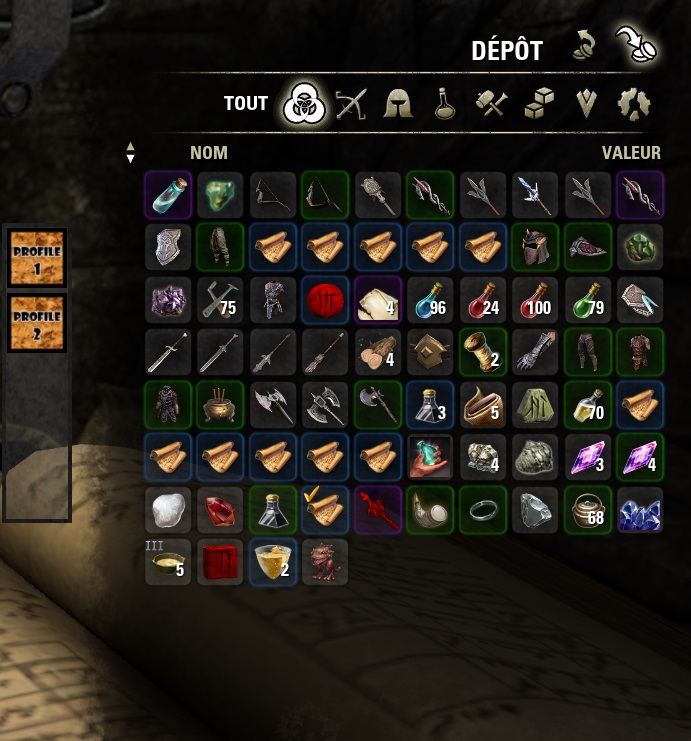 DÉPÔT
TOUT
NOM VALEUR
PROFILE
1
PROFILE
2
75 4 96 24 100 79
4 2
3 5 70
4 3 4
68
III
5 2